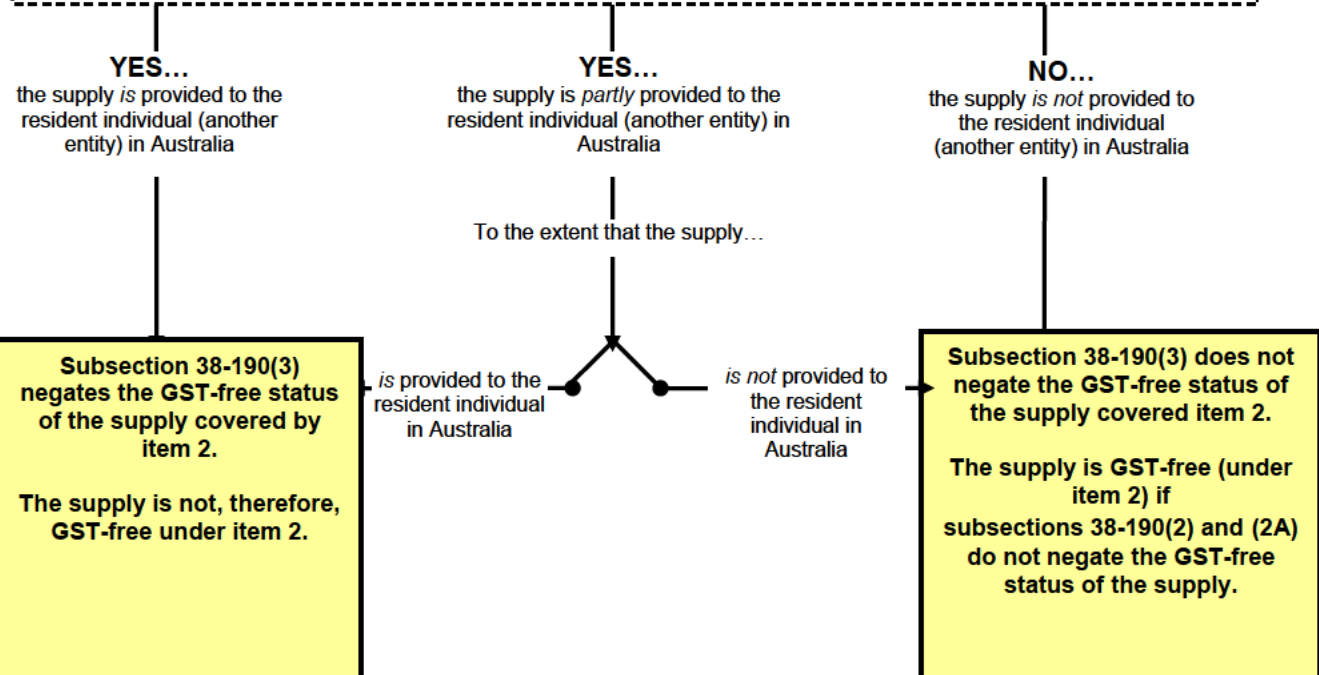 YES…
the supply is provided to the
resident individual (another
entity) in Australia
YES…
the supply is partly provided to the
resident individual (another entity) in
Australia
NO…
the supply is not provided to
the resident individual
(another entity) in Australia
To the extent that the supply…
is provided to the
resident individual
in Australia
is not provided to
the resident
individual in
Australia
Subsection 38-190(3)
negates the GST-free status
of the supply covered by
item 2.
The supply is not, therefore,
GST-free under item 2.
Subsection 38-190(3) does not
negate the GST-free status of
the supply covered item 2.
The supply is GST-free (under
item 2) if
subsections 38-190(2) and (2A)
do not negate the GST-free
status of the supply.